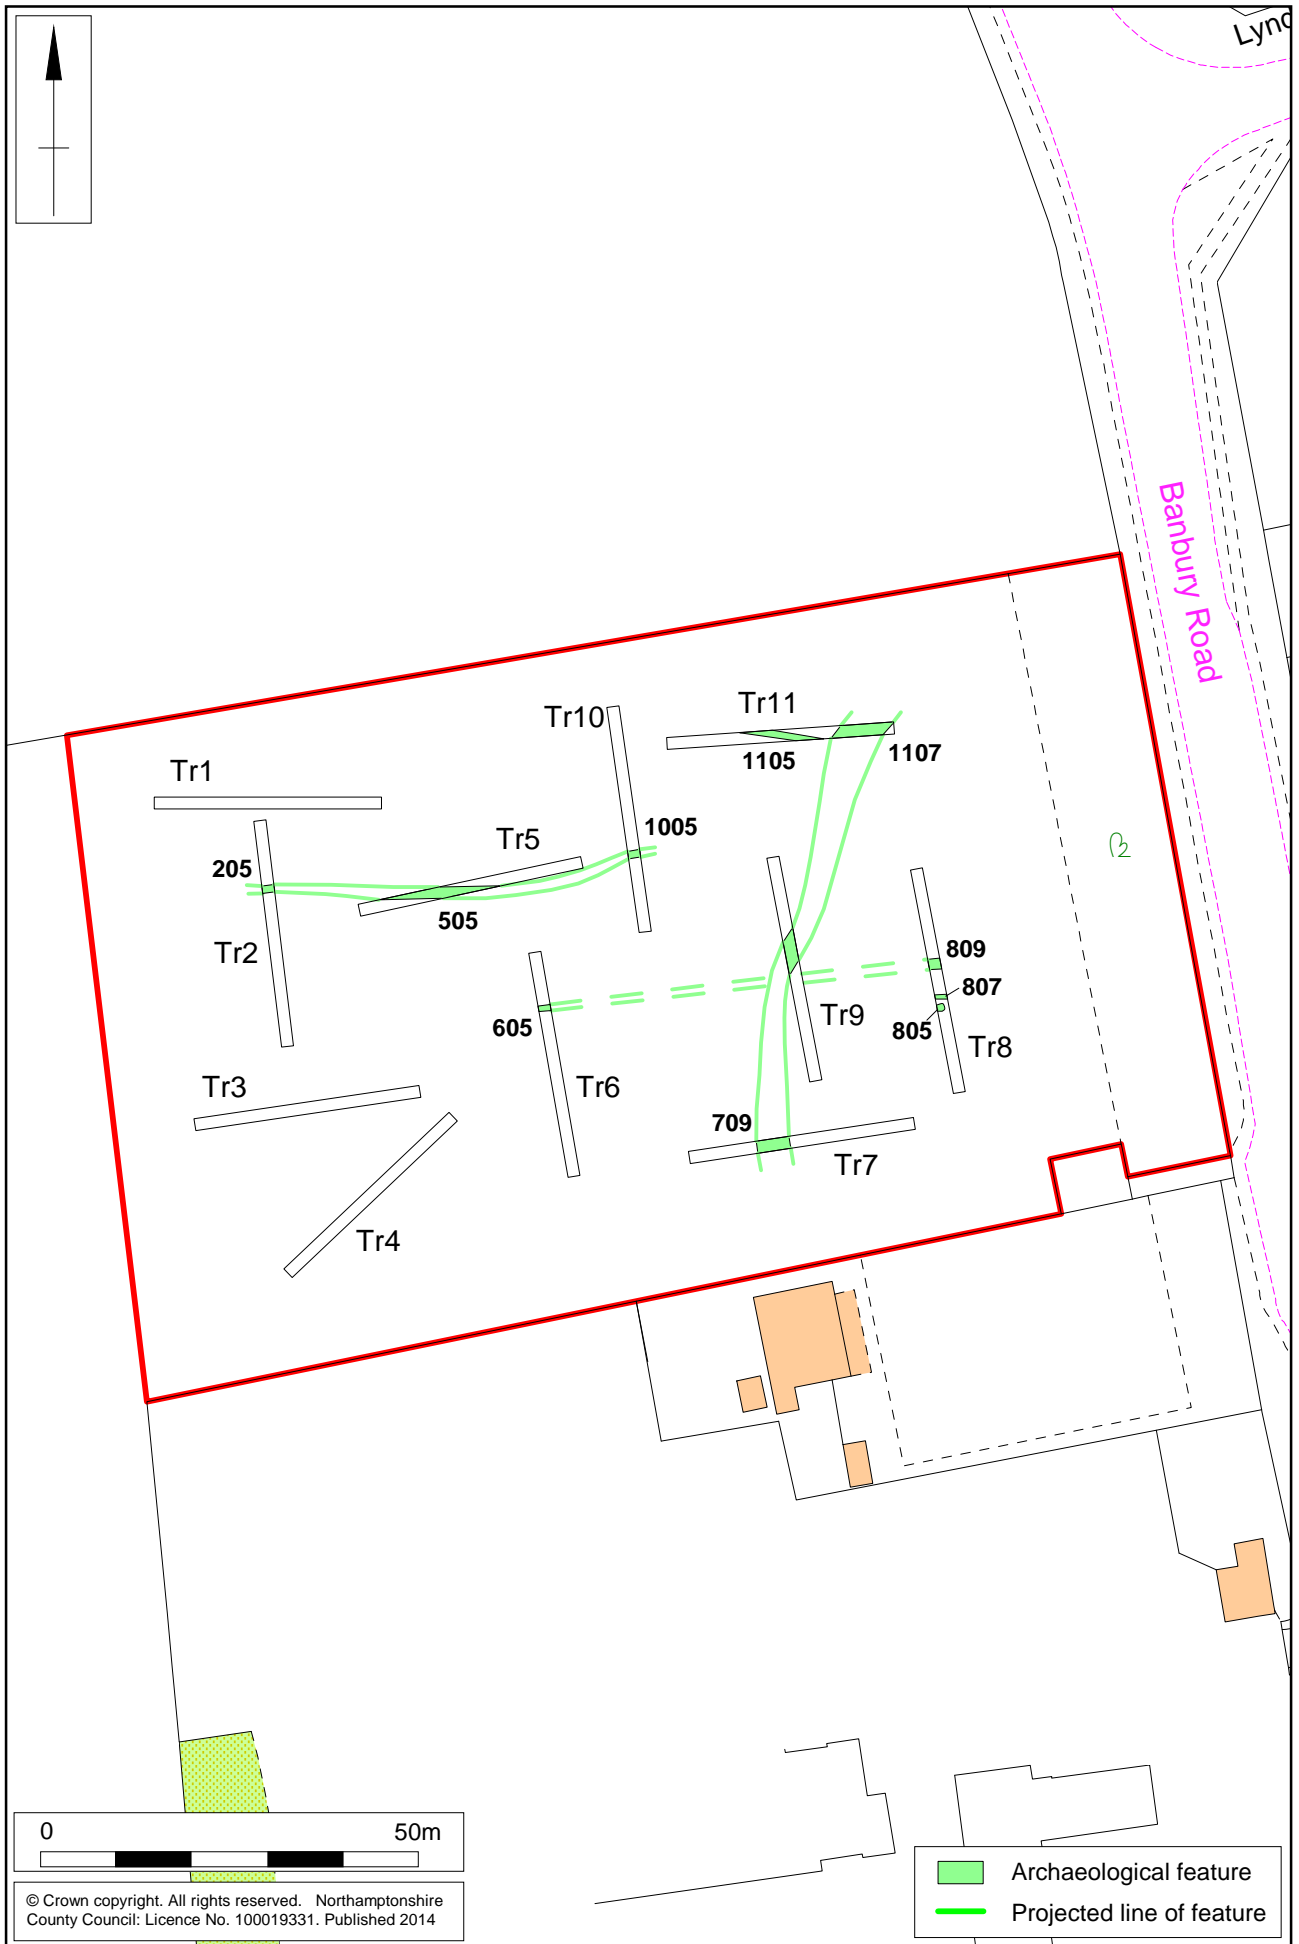 Banbury Road
Tr10
Tr11
1105
1107
Tr1
Tr5
1005
205
505
Tr2
809
807
805
Tr9
Tr8
605
Tr6
Tr3
709
Tr7
Tr4
0 50m
© Crown copyright. All rights reserved. Northamptonshire
County Council: Licence No. 100019331. Published 2014
Archaeological feature
Projected line of feature